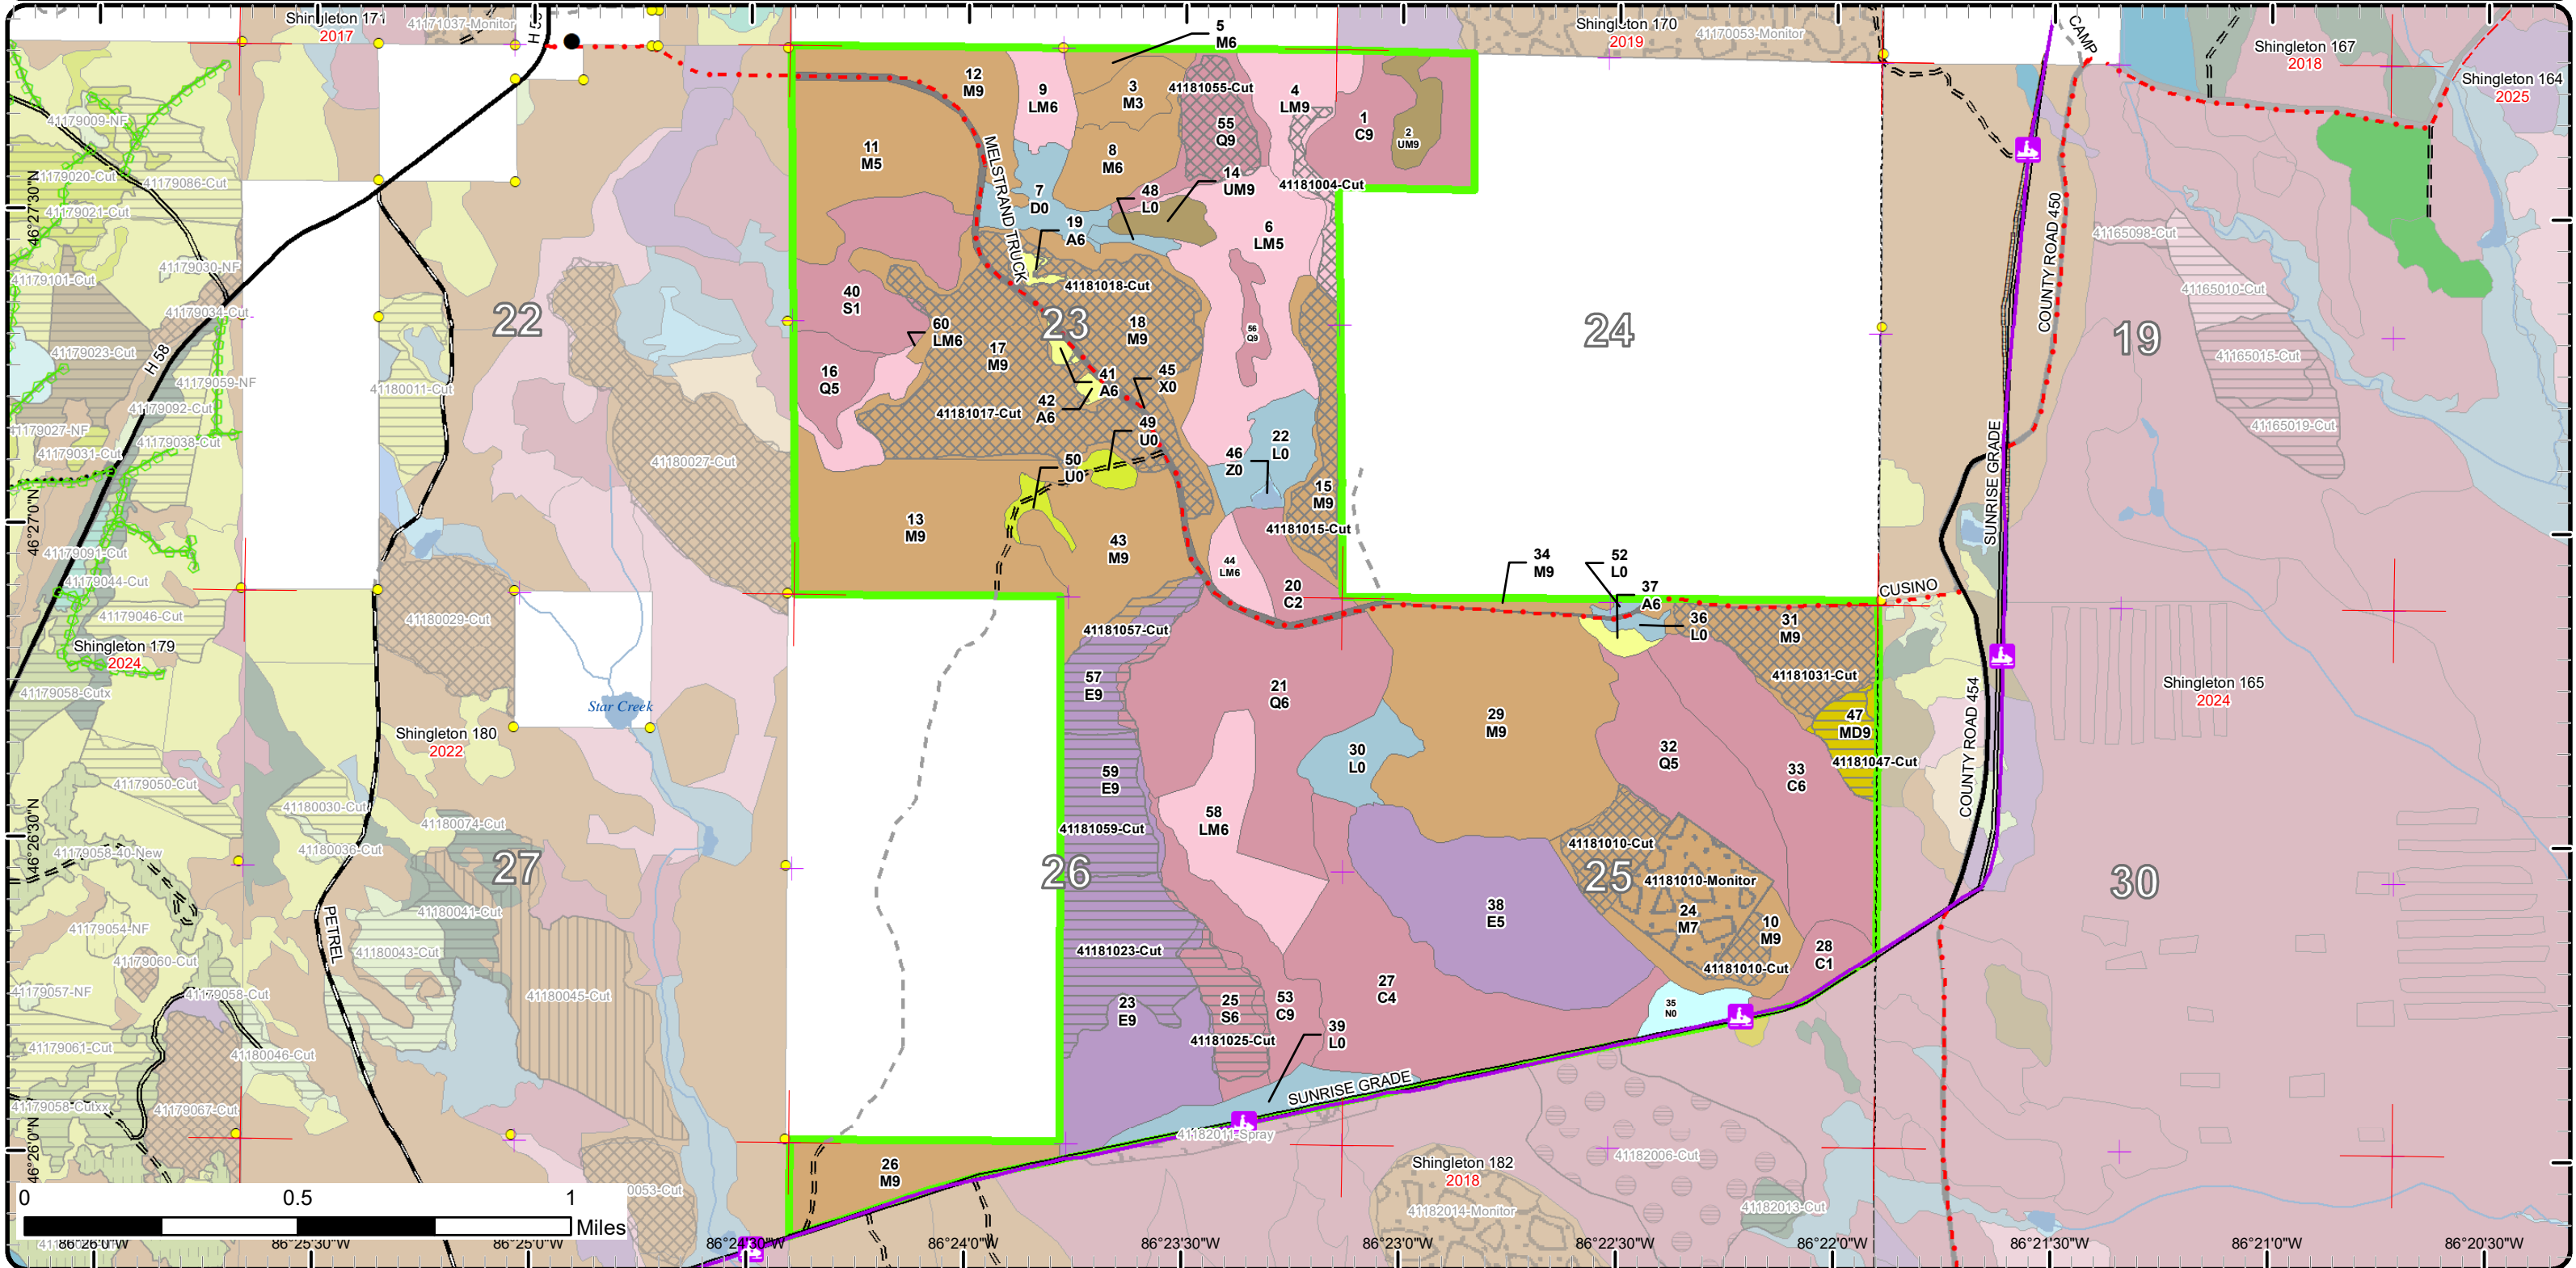 Shingleton 171
2017
41171037-Monitor
H 58
5
M6
Shingleton 170
2019
41170053-Monitor
CAMP
Shingleton 167
2018
Shingleton 164
2025
12
M9
9
LM6
3
M3
41181055-Cut
4
LM9
55
Q9
1
C9
2
UM9
41179009-NF
11
M5
8
M6
MELSTRAND TRUCK
41179020-Cut
41179086-Cut
14
UM9
41181004-Cut
48
L0
7
D0
41179021-Cut
46°27'30"N
19
A6
6
LM5
COUNTY ROAD 450
41165098-Cut
41179030-NF
41179101-Cut
41181018-Cut
41165010-Cut
40
S1
41179034-Cut
22
23
24
19
60
LM6
17
M9
18
M9
56
Q9
41179023-Cut
H 58
41165015-Cut
16
Q5
41179059-NF
41180011-Cut
41
A6
45
X0
42
A6
41181017-Cut
41179092-Cut
41179027-NF
41179038-Cut
41179031-Cut
49
U0
22
L0
46
Z0
50
U0
41165019-Cut
41180027-Cut
SUNRISE GRADE
15
M9
13
M9
41181015-Cut
46°27'0"N
43
M9
41179091-Cut
41179044-Cut
44
LM6
20
C2
34
M9
52
L0
37
A6
CUSINO
41179046-Cut
41180029-Cut
41181057-Cut
36
L0
31
M9
Shingleton 179
2024
41179058-Cutx
57
E9
21
Q6
41181031-Cut
Shingleton 165
2024
Star Creek
29
M9
47
MD9
Shingleton 180
2022
COUNTY ROAD 454
30
L0
32
Q5
41181047-Cut
33
C6
59
E9
41179050-Cut
41180030-Cut
58
LM6
41180074-Cut
41181059-Cut
46°26'30"N
41180036-Cut
41179058-40-New
41181010-Cut
27
26
25
30
41181010-Monitor
PETREL
41180041-Cut
38
E5
24
M7
10
M9
41179054-NF
41180043-Cut
41181023-Cut
28
C1
41179060-Cut
41181010-Cut
41179057-NF
41179058-Cut
41180045-Cut
27
C4
23
E9
25
S6
53
C9
35
N0
39
L0
41181025-Cut
41179061-Cut
41180046-Cut
SUNRISE GRADE
41179058-Cutxx
41179067-Cut
46°26'0"N
41182011-Spray
41182006-Cut
26
M9
Shingleton 182
2018
0053-Cut
41182014-Monitor
41182013-Cut
0
0.5
1
Miles
86°26'0"W
86°25'30"W
86°25'0"W
86°24'30"W
86°24'0"W
86°23'30"W
86°23'0"W
86°22'30"W
86°22'0"W
86°21'30"W
86°21'0"W
86°20'30"W